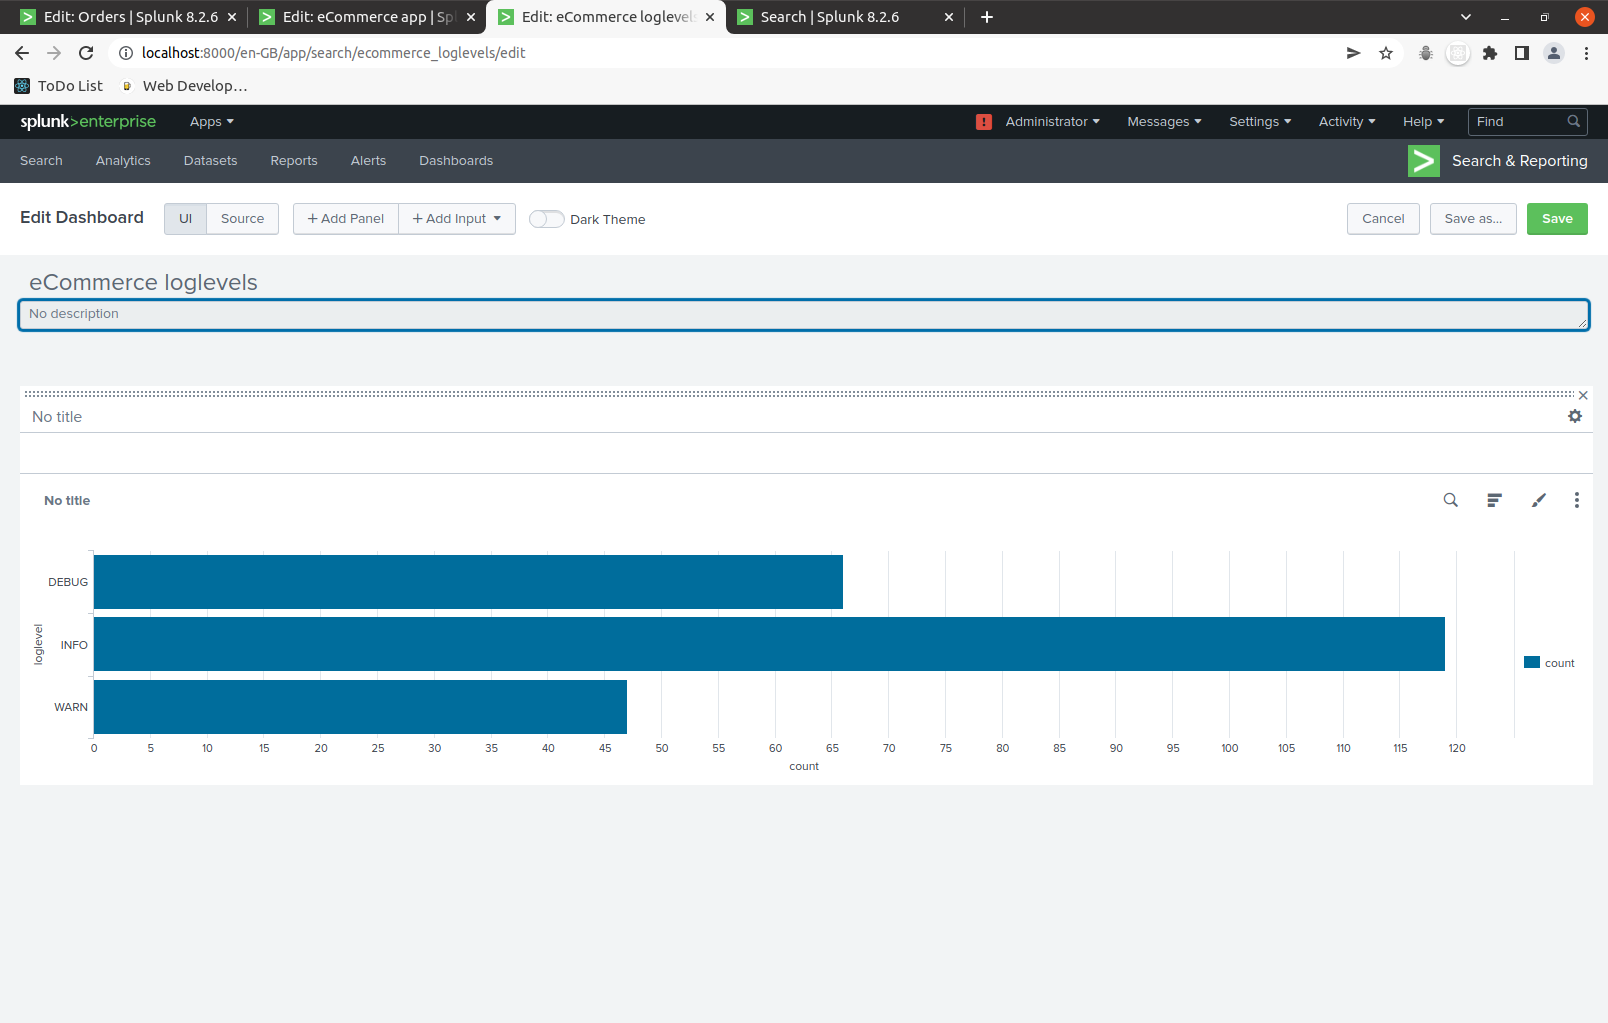 Edit: Orders | Splunk 8.2.6
Edit: eCommerce app | Spl
Edit: eCommerce loglevels
Search | Splunk 8.2.6
localhost:8000/en-GB/app/search/ecommerce_loglevels/edit
ToDo List
Web Develop…
splunk>enterprise Apps
! Administrator Messages Settings Activity Help Find
Search Analytics Datasets Reports Alerts Dashboards
Search & Reporting
Edit Dashboard UI Source + Add Panel + Add Input Dark Theme Cancel Save as... Save
eCommerce loglevels
No description
No title
No title
loglevel
DEBUG
INFO
WARN
0 5 10 15 20 25 30 35 40 45 50 55 60 65 70 75 80 85 90 95 100 105 110 115 120
count
count